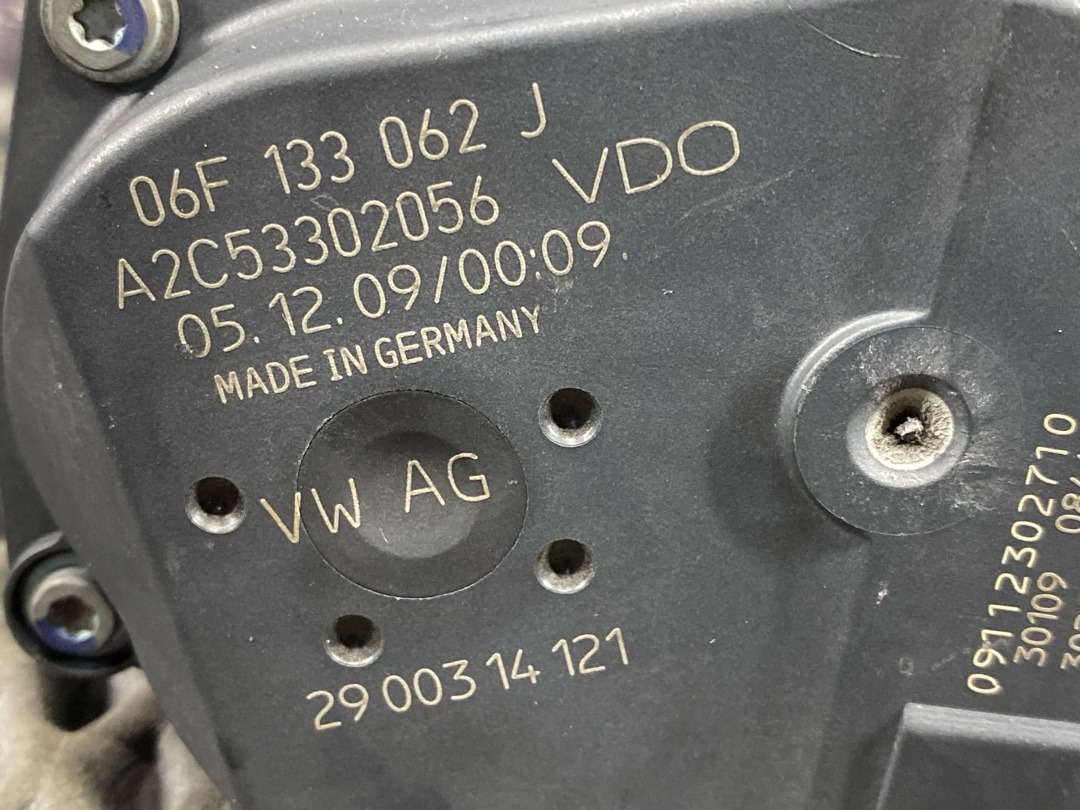 06F 133 062 J
VDO
A2C53302056
05.12.09/00:09.
MADE IN GERMANY
VW AG
29 003 14 121
09112302710
30109